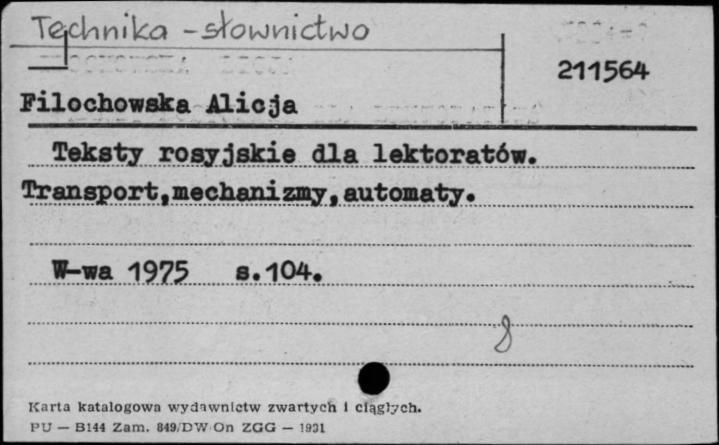 Technika - słownictwo
211564
Filochowska Alicja
Teksty rosyjskie dla lektoratów.
Transport,mechanizmy,automaty.
W-wa 1975 s.104.
8
Karta katalogowa wydawnictw zwartych i ciągłych.
PU — B144 Zam. 849/DW/On ZGG — 1991